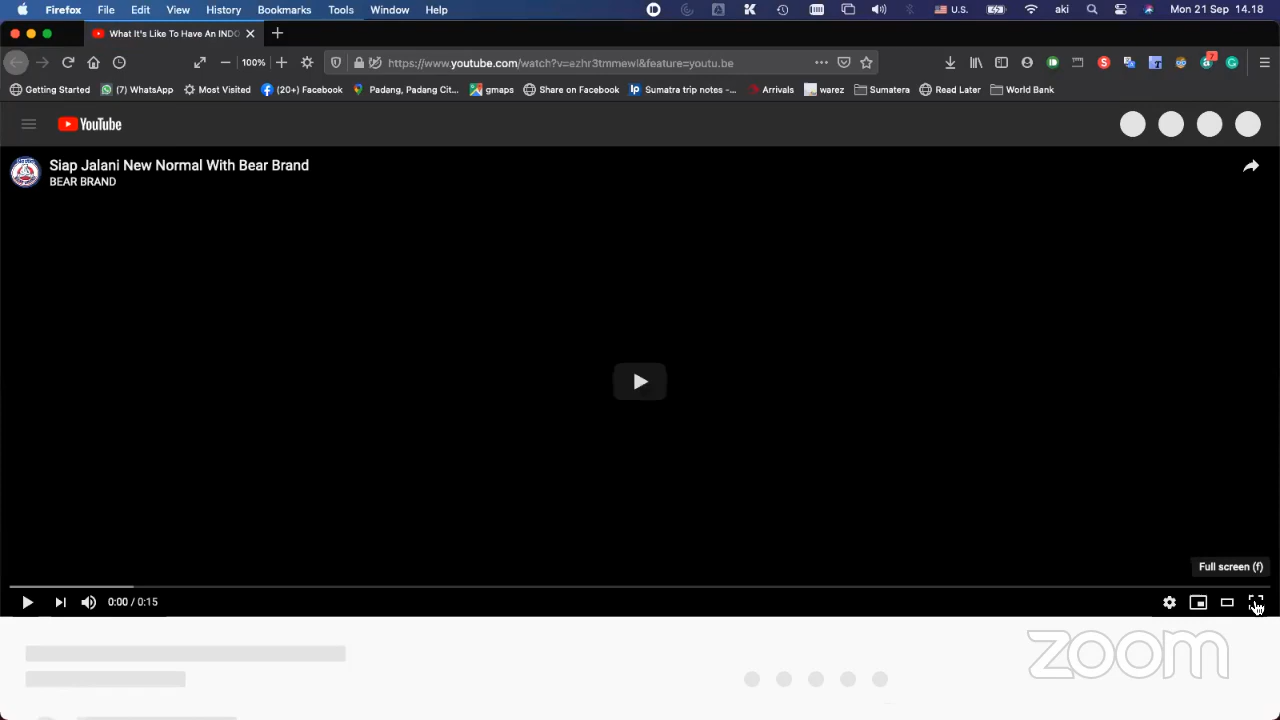 Firefox File Edit View History Bookmarks Tools Window Help U.S. aki Mon 21 Sep 14.18
What It's Like To Have An INDO
100% https://www.youtube.com/watch?v=ezhr3tmmewI&feature=youtu.be
Getting Started (7) WhatsApp Most Visited (20+) Facebook Padang, Padang Cit... gmaps Share on Facebook Sumatra trip notes -... Arrivals warez Sumatera Read Later World Bank
YouTube
Siap Jalani New Normal With Bear Brand
BEAR BRAND
Full screen (f)
0:00 / 0:15
zoom